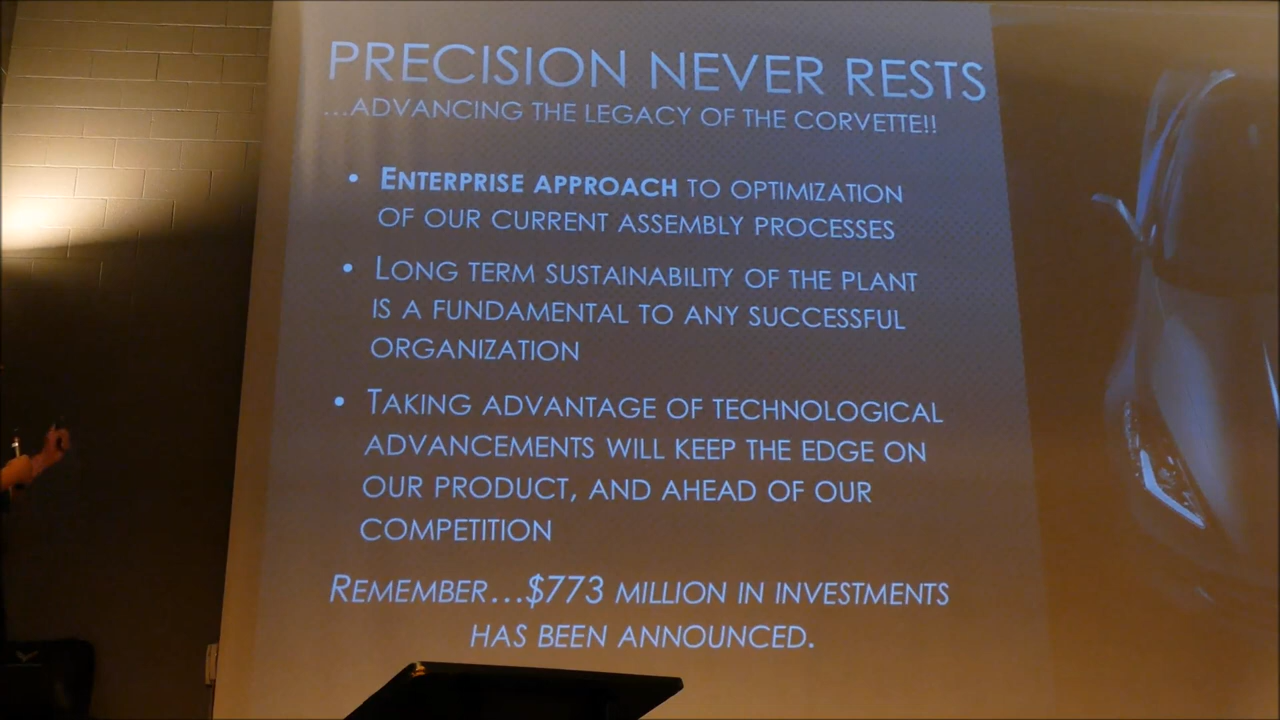 PRECISION NEVER RESTS
...ADVANCING THE LEGACY OF THE CORVETTE!!
• ENTERPRISE APPROACH TO OPTIMIZATION
OF OUR CURRENT ASSEMBLY PROCESSES
• LONG TERM SUSTAINABILITY OF THE PLANT
IS A FUNDAMENTAL TO ANY SUCCESSFUL
ORGANIZATION
• TAKING ADVANTAGE OF TECHNOLOGICAL
ADVANCEMENTS WILL KEEP THE EDGE ON
OUR PRODUCT, AND AHEAD OF OUR
COMPETITION
REMEMBER...$773 MILLION IN INVESTMENTS
HAS BEEN ANNOUNCED.